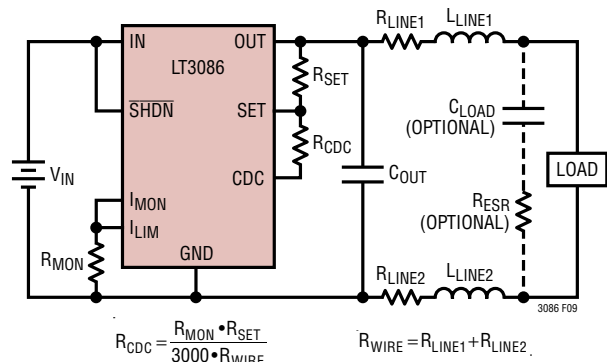 IN
OUT
LT3086
SHDN
SET
CDC
IMON
ILIM
GND
VIN
RMON
RSET
RCDC
COUT
RLINE1
LLINE1
CLOAD
(OPTIONAL)
LOAD
RESR
(OPTIONAL)
RLINE2
LLINE2
3086 F09
RCDC = RMON • RSET
3000 • RWIRE
RWIRE = RLINE1 + RLINE2